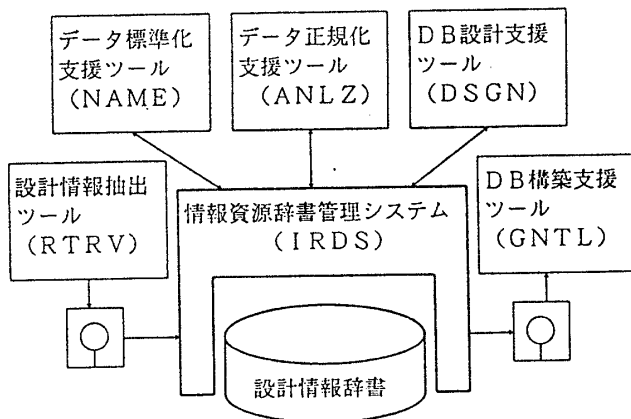 データ標準化
支援ツール
(NAME)
データ正規化
支援ツール
(ANLZ)
DB設計支援
ツール
(DSGN)
設計情報抽出
ツール
(RTRV)
情報資源辞書管理システム
(IRDS)
DB構築支援
ツール
(GNTL)
設計情報辞書